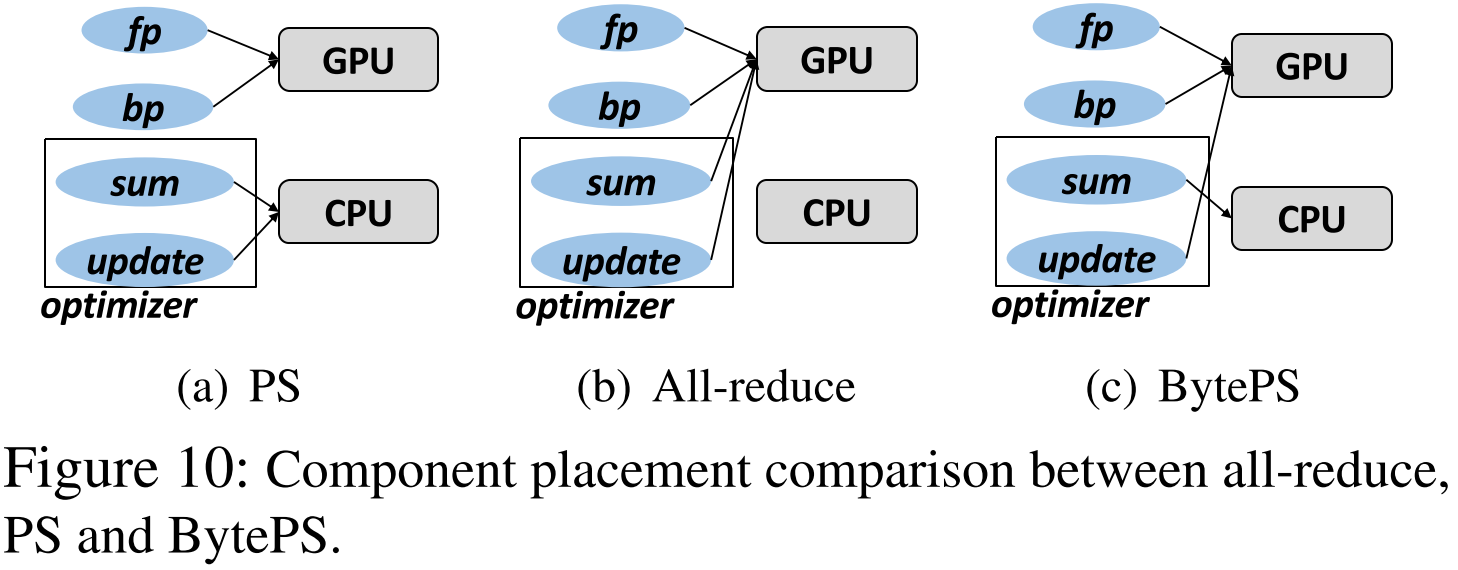 fp
GPU
bp
sum
CPU
update
optimizer
(a) PS
fp
GPU
bp
sum
CPU
update
optimizer
(b) All-reduce
fp
GPU
bp
sum
CPU
update
optimizer
(c) BytePS
Figure 10: Component placement comparison between all-reduce,
PS and BytePS.